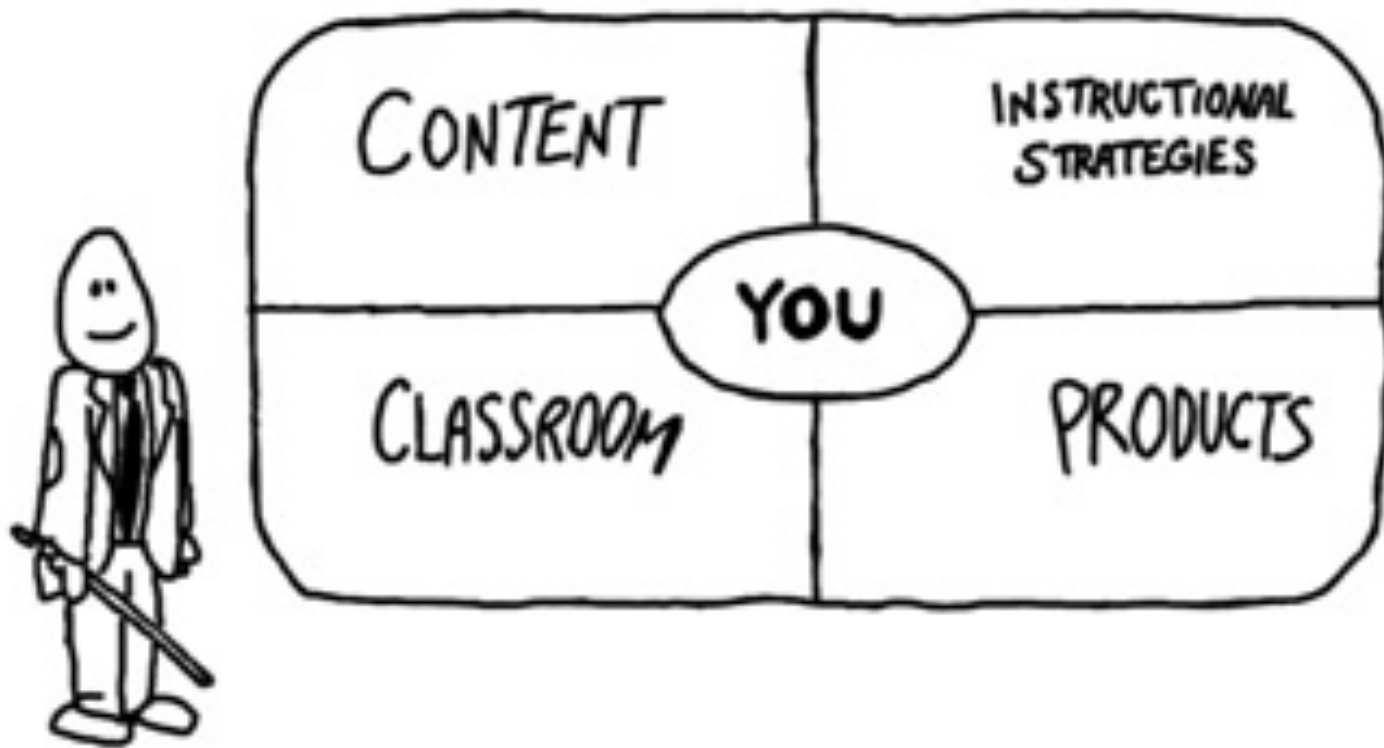 CONTENT
INSTRUCTIONAL
STRATEGIES
YOU
CLASSROOM
PRODUCTS